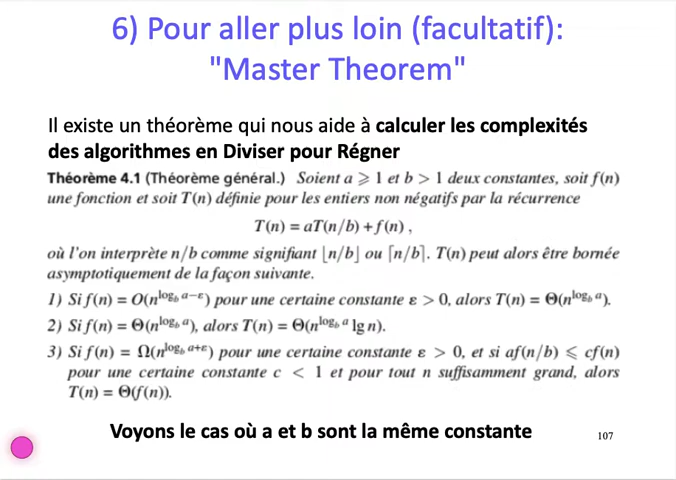 6) Pour aller plus loin (facultatif):
"Master Theorem"
Il existe un théorème qui nous aide à calculer les complexités
des algorithmes en Diviser pour Régner
Théorème 4.1 (Théorème général.) Soient a ⩾ 1 et b > 1 deux constantes, soit f(n)
une fonction et soit T(n) définie pour les entiers non négatifs par la récurrence
T(n) = aT(n/b) + f(n) ,
où l'on interprète n/b comme signifiant ⌊n/b⌋ ou ⌈n/b⌉. T(n) peut alors être bornée
asymptotiquement de la façon suivante.
1) Si f(n) = O(n^{log_b a−ε}) pour une certaine constante ε > 0, alors T(n) = Θ(n^{log_b a}).
2) Si f(n) = Θ(n^{log_b a}), alors T(n) = Θ(n^{log_b a} lg n).
3) Si f(n) = Ω(n^{log_b a+ε}) pour une certaine constante ε > 0, et si af(n/b) ⩽ cf(n)
pour une certaine constante c < 1 et pour tout n suffisamment grand, alors
T(n) = Θ(f(n)).
Voyons le cas où a et b sont la même constante
107